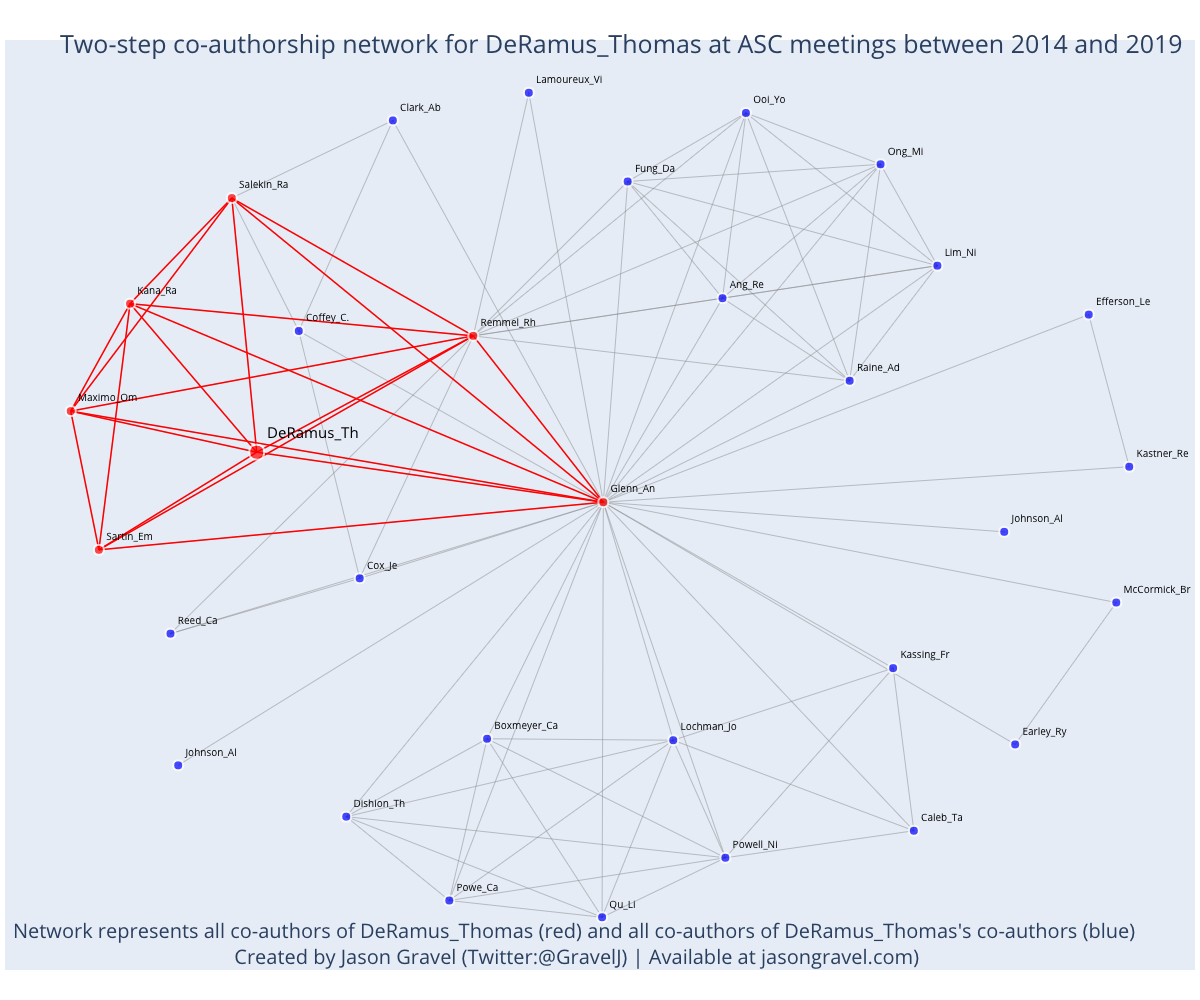 Two-step co-authorship network for DeRamus_Thomas at ASC meetings between 2014 and 2019
Lamoureux_Vi
Clark_Ab
Ooi_Yo
Ong_Mi
Fung_Da
Salekin_Ra
Lim_Ni
Ang_Re
Kana_Ra
Efferson_Le
Coffey_C.
Remmel_Rh
Raine_Ad
Maximo_Om
DeRamus_Th
Kastner_Re
Glenn_An
Johnson_Al
Sartin_Em
Cox_Je
McCormick_Br
Reed_Ca
Kassing_Fr
Boxmeyer_Ca
Lochman_Jo
Earley_Ry
Johnson_Al
Dishion_Th
Caleb_Ta
Powell_Ni
Powe_Ca
Qu_Li
Network represents all co-authors of DeRamus_Thomas (red) and all co-authors of DeRamus_Thomas's co-authors (blue)
Created by Jason Gravel (Twitter:@GravelJ) | Available at jasongravel.com)